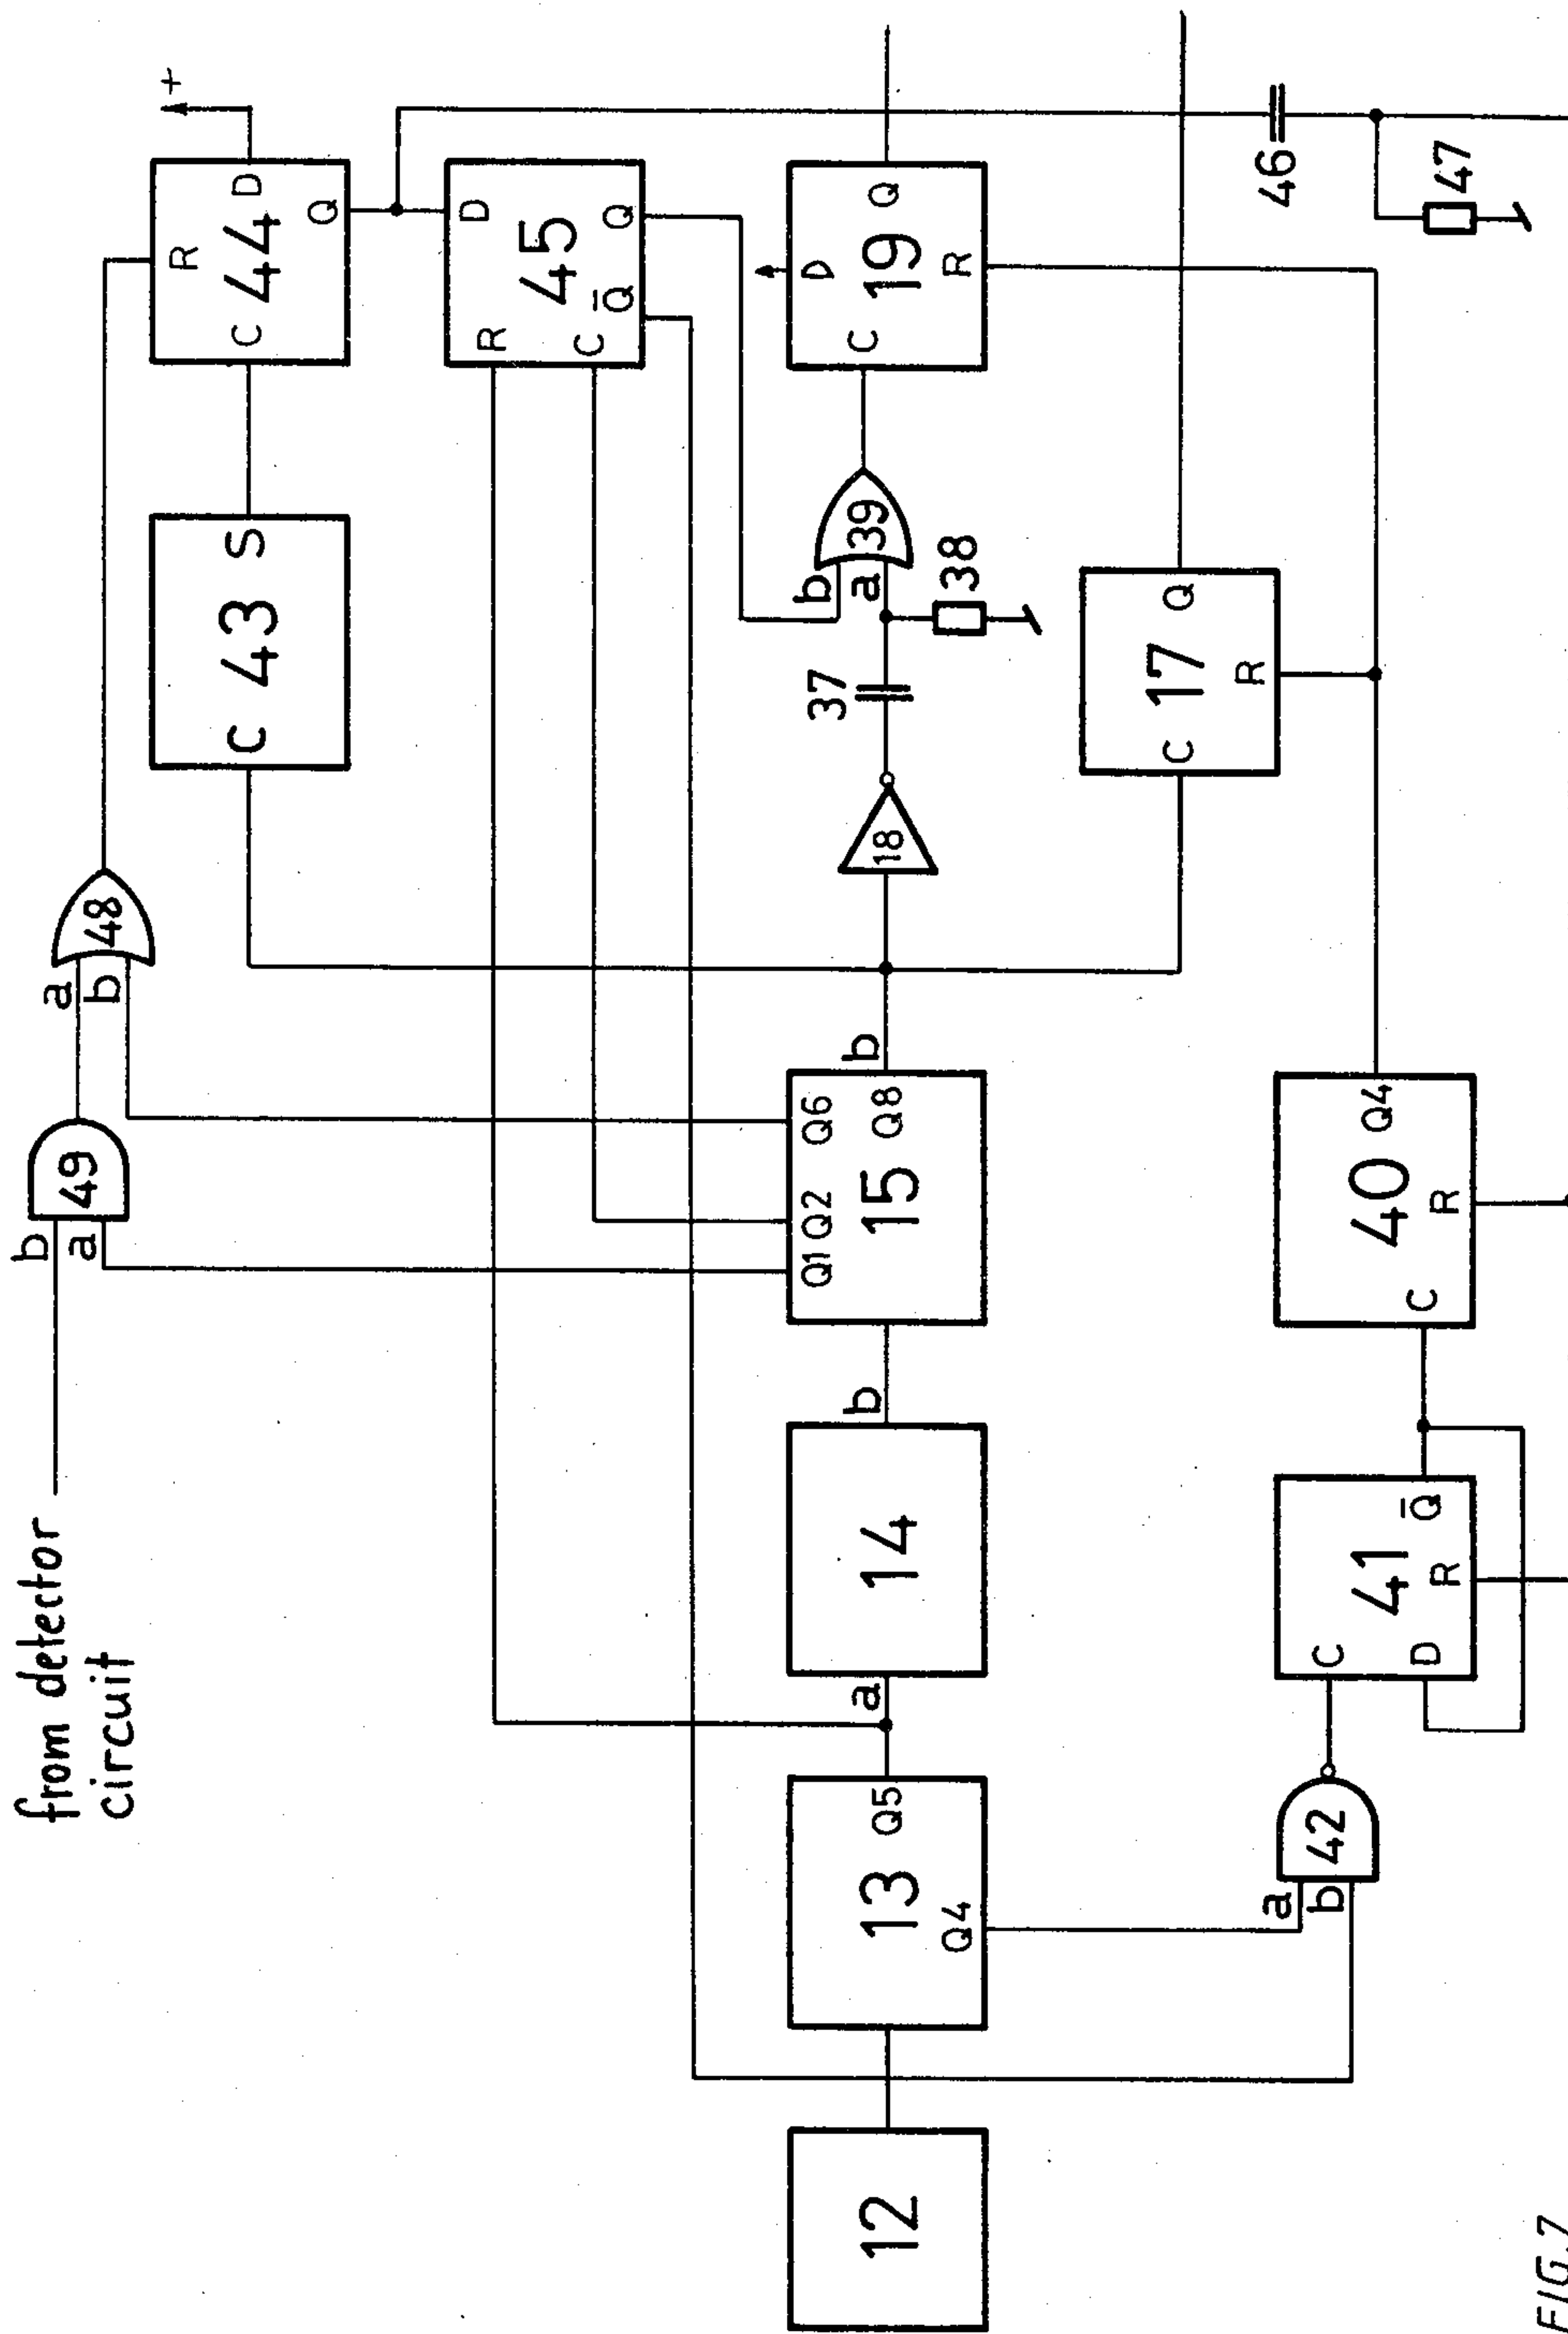 from detector
circuit
b
a
49
a
b
48
C 43 S
R
C 44 D
Q
+
R
D
45
C Q̄ Q
12
13 Q5
Q4
a
14
b
Q1 Q2 Q6
15 Q8
b
18
37
38
b
a
39
D
C 19 Q
R
C 17 Q
R
a
b
42
C
41
D R Q̄
C 40 Q4
R
46
47
FIG.7